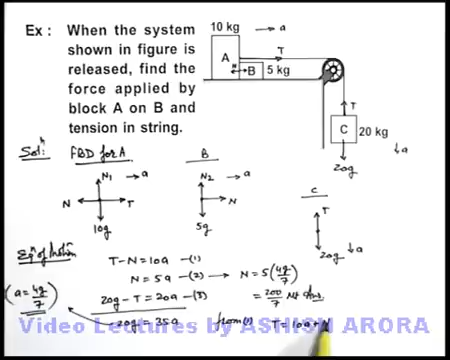 Ex : When the system
shown in figure is
released, find the
force applied by
block A on B and
tension in string.
10 kg → a
A T
N B 5 kg
T
C 20 kg
20g ↓a
Sol^n FBD for A B
N1 → a N2 → a
N T N
10g 5g
C
T
20g ↓a
Eq^n of Motion
T - N = 10a —(1)
N = 5a —(2) → N = 5(4g/7)
20g - T = 20a —(3) = 200/7 Nt Ans.
(a = 4g/7)
20g = 35a from (1) T = 10a +
Video Lectures by ASHISH ARORA